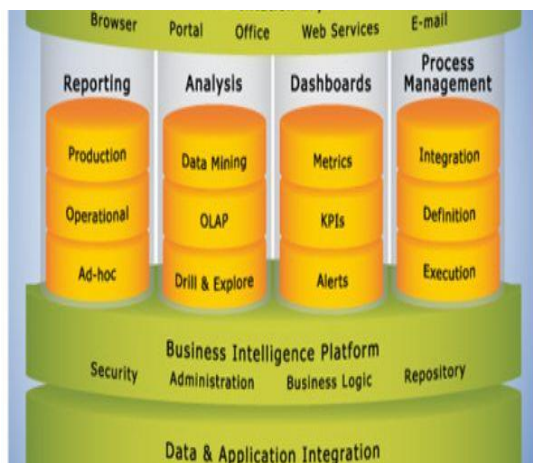 Browser Portal Office Web Services E-mail
Reporting Analysis Dashboards Process Management
Production Data Mining Metrics Integration
Operational OLAP KPIs Definition
Ad-hoc Drill & Explore Alerts Execution
Business Intelligence Platform
Security Administration Business Logic Repository
Data & Application Integration